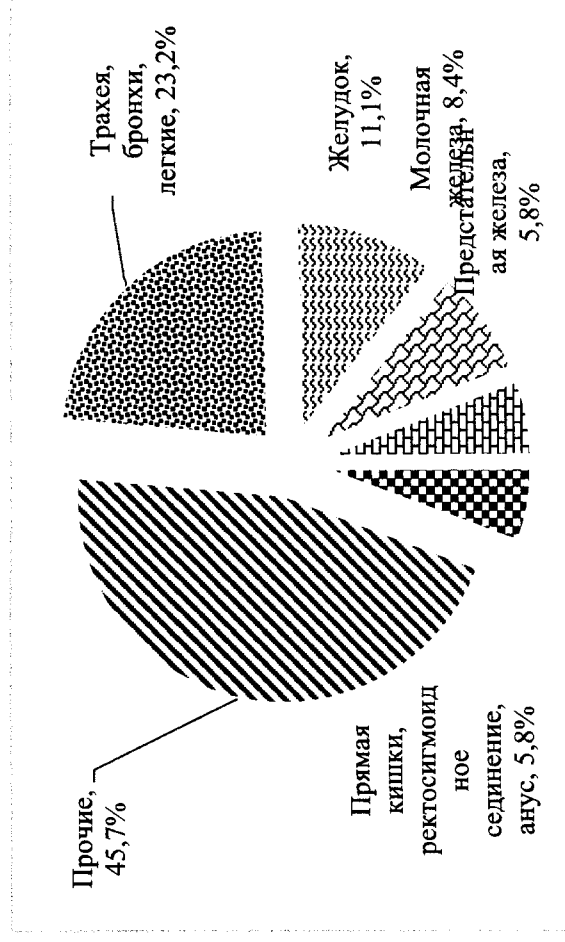 Трахея,
бронхи,
легкие, 23,2%
Желудок,
11,1%
Молочная
железа, 8,4%
Предстательн
ая железа,
5,8%
Прямая
кишки,
ректосигмоид
ное
сединение,
анус, 5,8%
Прочие,
45,7%